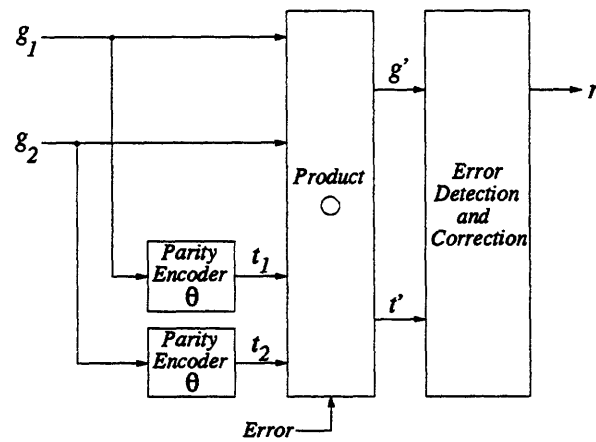 g1
g2
Product
○
Parity
Encoder
θ
t1
Parity
Encoder
θ
t2
Error
g'
t'
Error
Detection
and
Correction
r